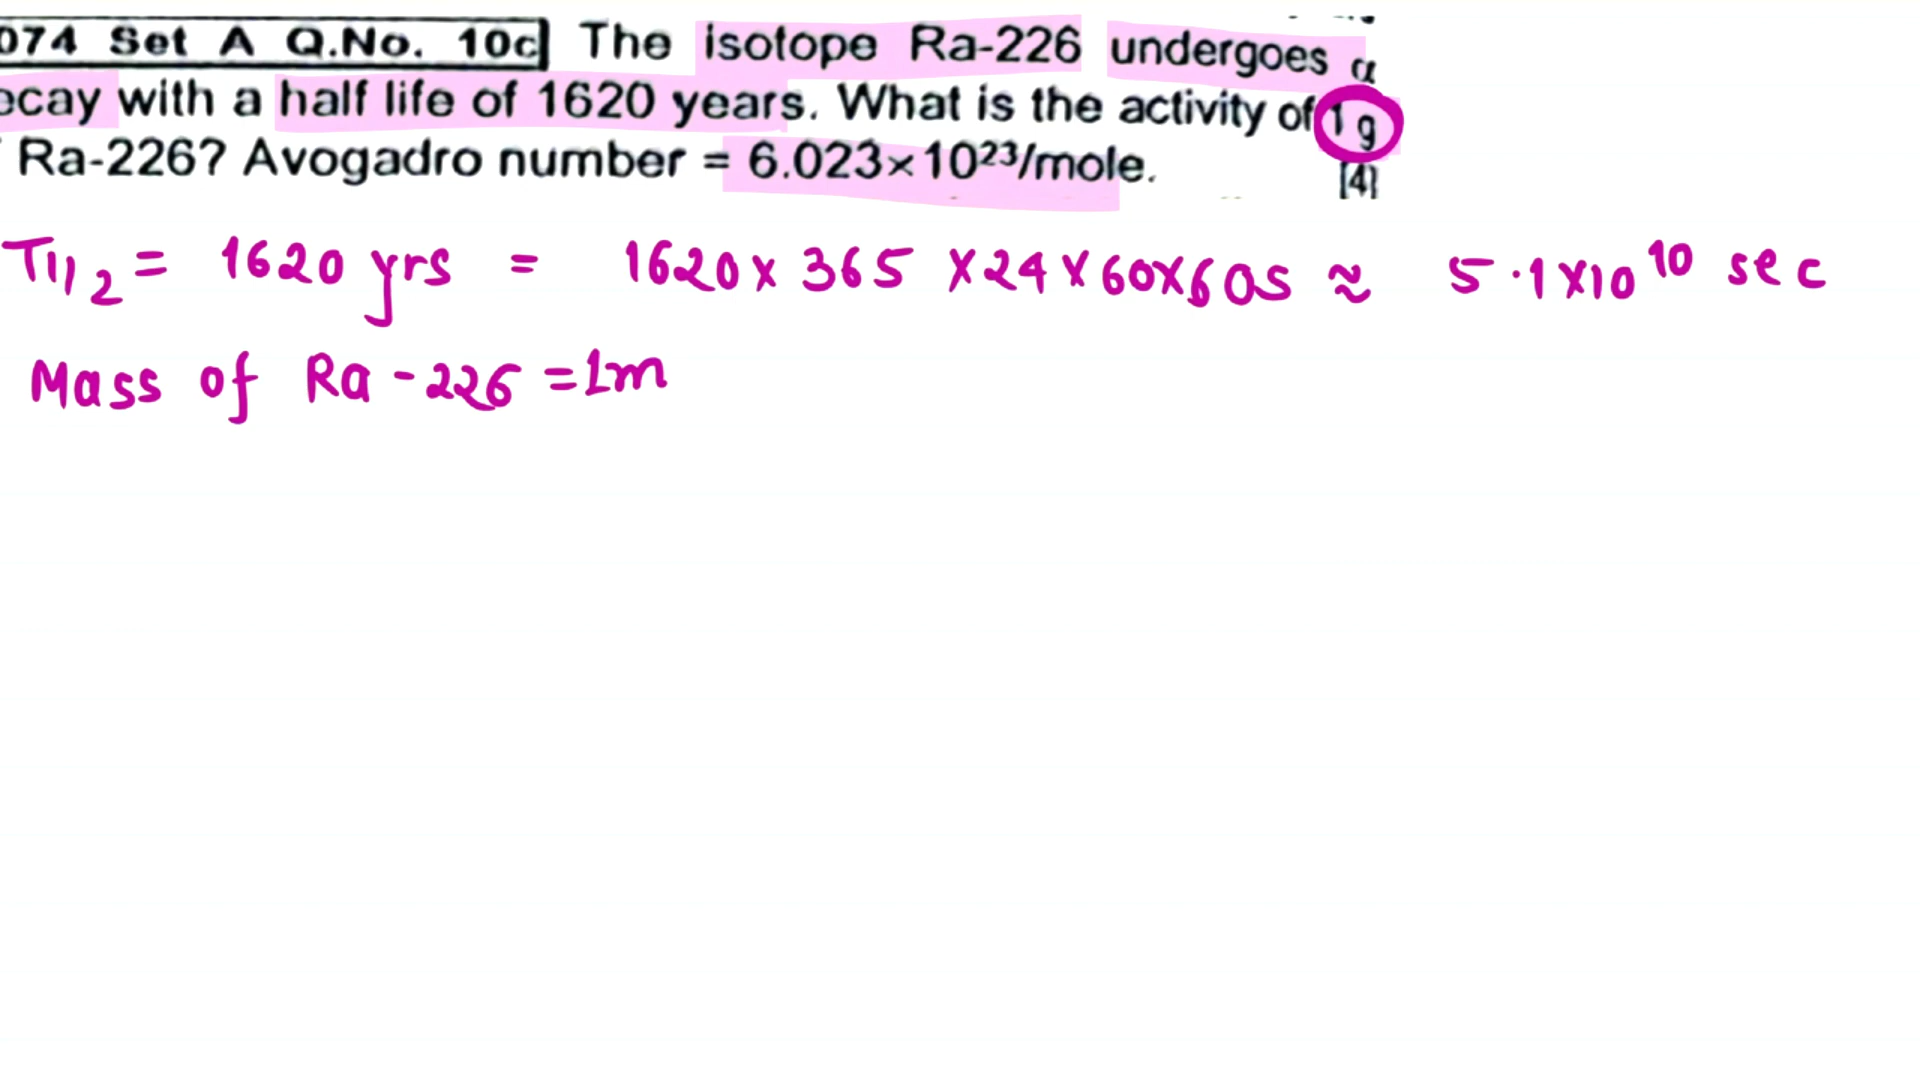 074 Set A Q.No. 10c The isotope Ra-226 undergoes α
ecay with a half life of 1620 years. What is the activity of 1 g
Ra-226? Avogadro number = 6.023×10²³/mole.
[4]
T1/2 = 1620 yrs = 1620 × 365 × 24 × 60 × 60 s ≈ 5.1 × 10¹⁰ sec
Mass of Ra-226 = 1m